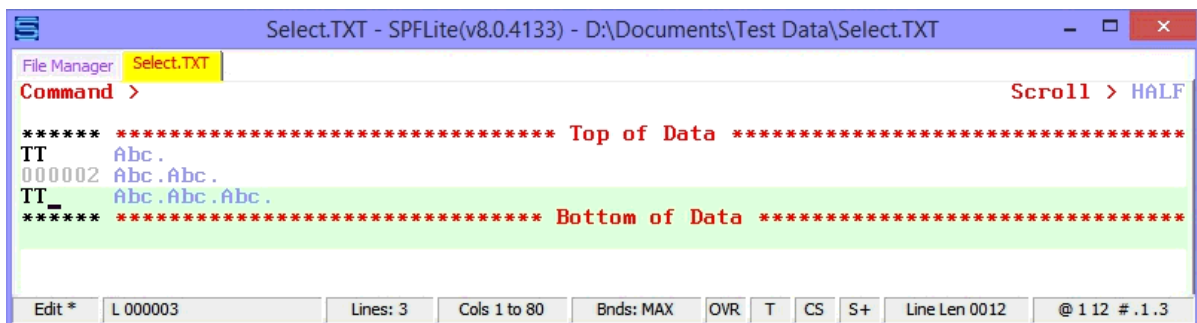 Select.TXT - SPFLite(v8.0.4133) - D:\Documents\Test Data\Select.TXT
File Manager Select.TXT
Command > Scroll > HALF
****** ********************************* Top of Data **********************************
TT Abc.
000002 Abc.Abc.
TT_ Abc.Abc.Abc.
****** ******************************** Bottom of Data ********************************
Edit * L 000003 Lines: 3 Cols 1 to 80 Bnds: MAX OVR T CS S+ Line Len 0012 @ 1 12 # .1 .3